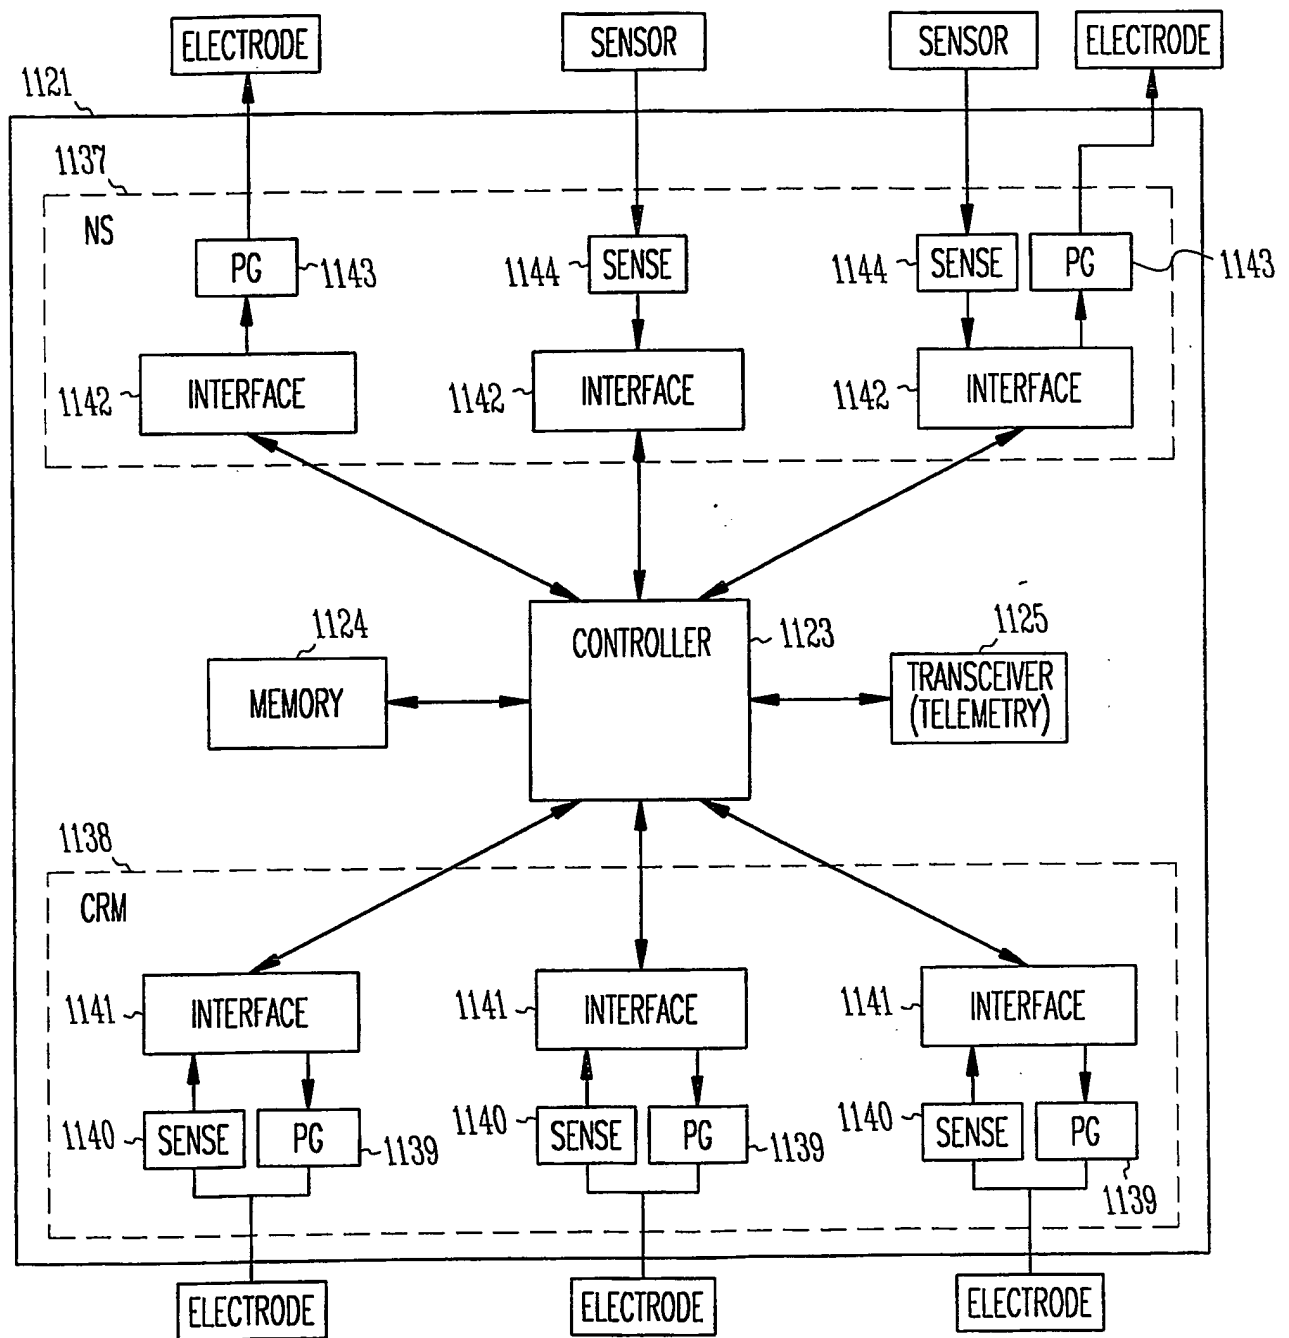 ELECTRODE
SENSOR
SENSOR
ELECTRODE
1121
1137
NS
PG
1143
1144
SENSE
1144
SENSE
PG
1143
1142
INTERFACE
1142
INTERFACE
1142
INTERFACE
1124
MEMORY
CONTROLLER
1123
1125
TRANSCEIVER
(TELEMETRY)
1138
CRM
1141
INTERFACE
1141
INTERFACE
1141
INTERFACE
1140
SENSE
PG
1139
1140
SENSE
PG
1139
1140
SENSE
PG
1139
ELECTRODE
ELECTRODE
ELECTRODE